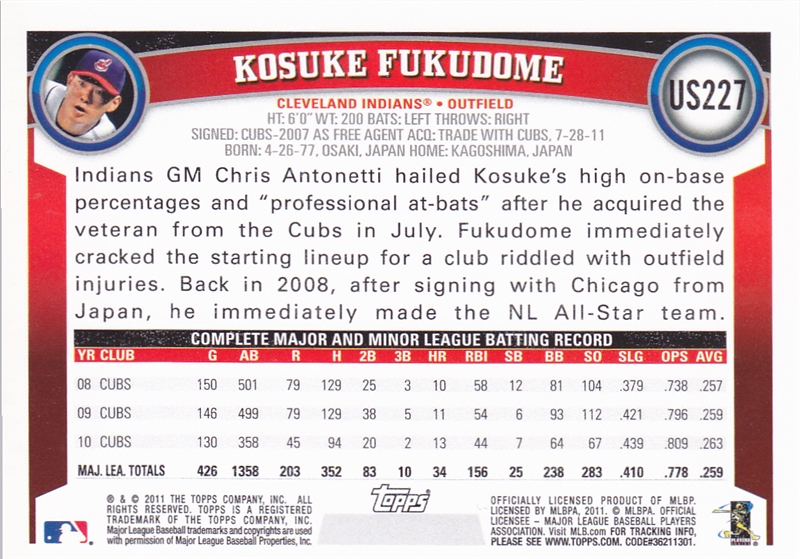 KOSUKE FUKUDOME
US227
CLEVELAND INDIANS® • OUTFIELD
HT: 6'0" WT: 200 BATS: LEFT THROWS: RIGHT
SIGNED: CUBS-2007 AS FREE AGENT ACQ: TRADE WITH CUBS, 7-28-11
BORN: 4-26-77, OSAKI, JAPAN HOME: KAGOSHIMA, JAPAN
Indians GM Chris Antonetti hailed Kosuke's high on-base
percentages and "professional at-bats" after he acquired the
veteran from the Cubs in July. Fukudome immediately
cracked the starting lineup for a club riddled with outfield
injuries. Back in 2008, after signing with Chicago from
Japan, he immediately made the NL All-Star team.
COMPLETE MAJOR AND MINOR LEAGUE BATTING RECORD
YR CLUB G AB R H 2B 3B HR RBI SB BB SO SLG OPS AVG
08 CUBS 150 501 79 129 25 3 10 58 12 81 104 .379 .738 .257
09 CUBS 146 499 79 129 38 5 11 54 6 93 112 .421 .796 .259
10 CUBS 130 358 45 94 20 2 13 44 7 64 67 .439 .809 .263
MAJ. LEA. TOTALS 426 1358 203 352 83 10 34 156 25 238 283 .410 .778 .259
® & © 2011 THE TOPPS COMPANY, INC. ALL
RIGHTS RESERVED. TOPPS IS A REGISTERED
TRADEMARK OF THE TOPPS COMPANY, INC.
Major League Baseball trademarks and copyrights are used
with permission of Major League Baseball Properties, Inc.
Topps®
OFFICIALLY LICENSED PRODUCT OF MLBP.
LICENSED BY MLBPA, 2011. © MLBPA. OFFICIAL
LICENSEE – MAJOR LEAGUE BASEBALL PLAYERS
ASSOCIATION. Visit MLB.com FOR TRACKING INFO,
PLEASE SEE WWW.TOPPS.COM. CODE#36211301.